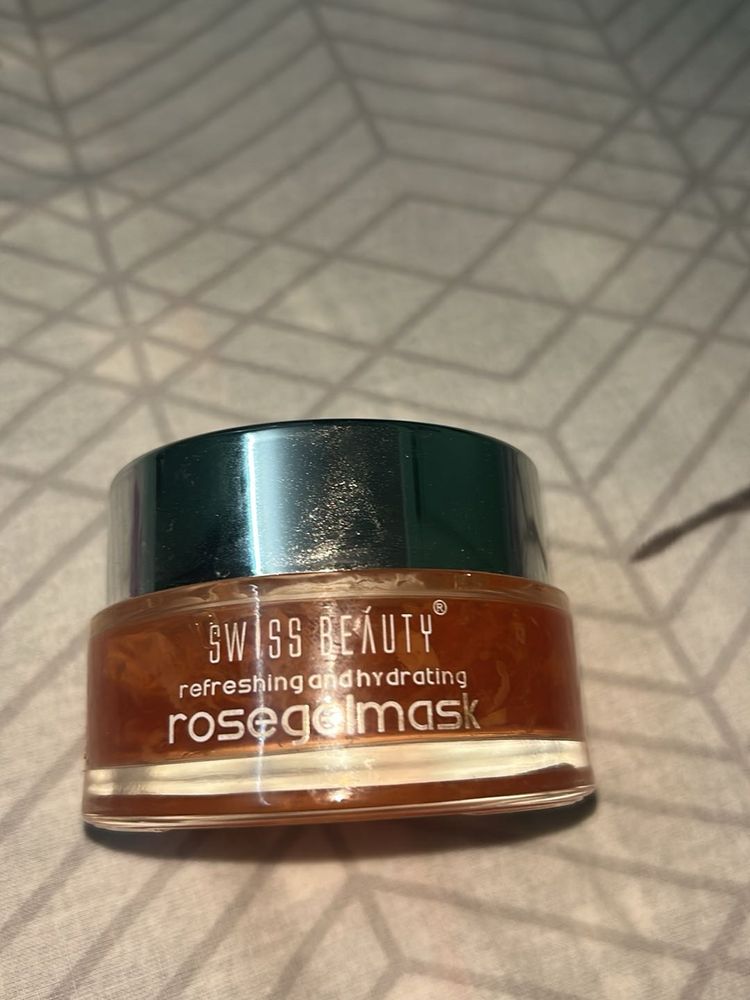 SWISS BEAUTY®
refreshing and hydrating
rosegelmask